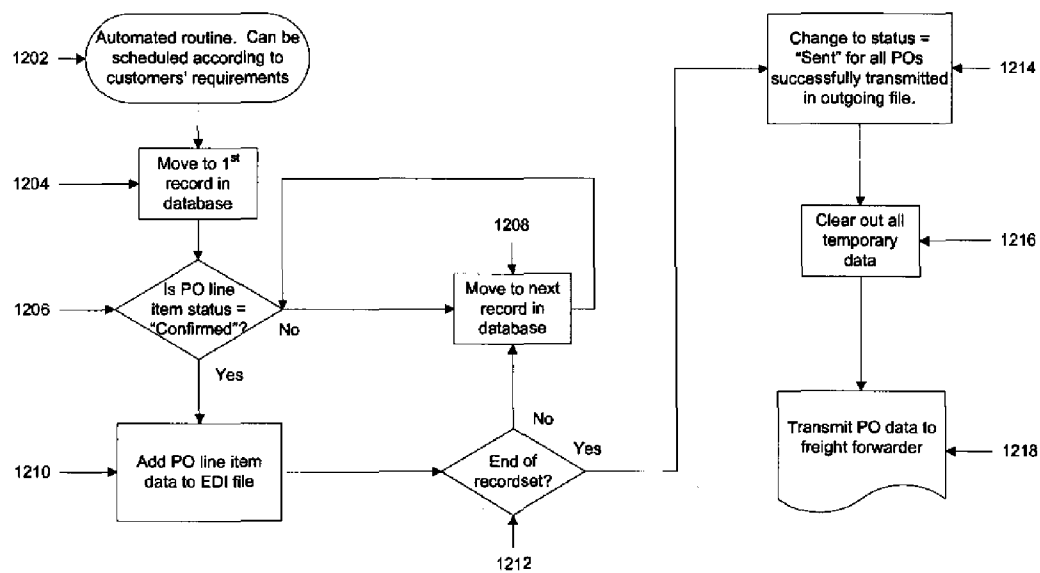 1202
Automated routine. Can be
scheduled according to
customers' requirements
1204
Move to 1st
record in
database
1206
Is PO line
item status =
"Confirmed"?
No
Yes
1208
Move to next
record in
database
1210
Add PO line item
data to EDI file
No
Yes
End of
recordset?
1212
Change to status =
"Sent" for all POs
successfully transmitted
in outgoing file.
1214
Clear out all
temporary
data
1216
Transmit PO data to
freight forwarder
1218